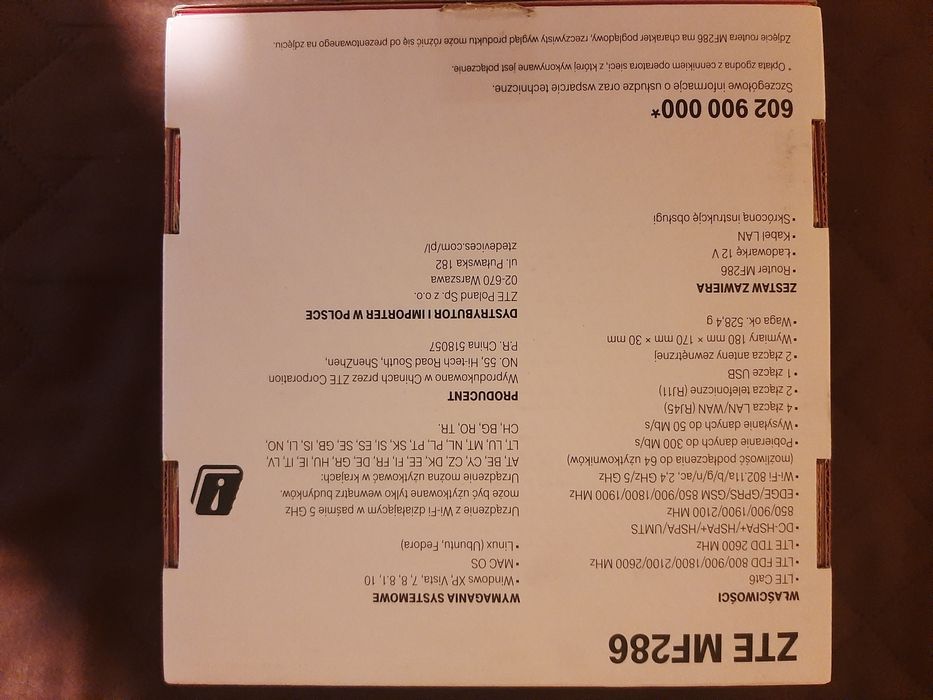 ZTE MF286
WŁAŚCIWOŚCI
• LTE Cat6
• LTE FDD 800/900/1800/2100/2600 MHz
• LTE TDD 2600 MHz
• DC-HSPA+/HSPA+/HSPA/UMTS
850/900/1900/2100 MHz
• EDGE/GPRS/GSM 850/900/1800/1900 MHz
• Wi-Fi 802.11a/b/g/n/ac, 2.4 GHz/5 GHz
(możliwość podłączenia do 64 użytkowników)
• Pobieranie danych do 300 Mb/s
• Wysyłanie danych do 50 Mb/s
• 4 złącza LAN/WAN (RJ45)
• 2 złącza telefoniczne (RJ11)
• 1 złącze USB
• 2 złącza anteny zewnętrznej
• Wymiary 180 mm × 170 mm × 30 mm
• Waga ok. 528,4 g
ZESTAW ZAWIERA
• Router MF286
• Ładowarkę 12 V
• Kabel LAN
• Skróconą instrukcję obsługi
WYMAGANIA SYSTEMOWE
• Windows XP, Vista, 7, 8, 8.1, 10
• MAC OS
• Linux (Ubuntu, Fedora)
Urządzenie z Wi-Fi działającym w paśmie 5 GHz
może być użytkowane tylko wewnątrz budynków.
Urządzenia można użytkować w krajach:
AT, BE, CY, CZ, DK, EE, FI, FR, DE, GR, HU, IE, IT, LV,
LT, LU, MT, NL, PL, PT, SK, SI, ES, SE, GB, IS, LI, NO,
CH, BG, RO, TR.
PRODUCENT
Wyprodukowano w Chinach przez ZTE Corporation
NO. 55, Hi-tech Road, South, ShenZhen,
P.R. China 518057
DYSTRYBUTOR I IMPORTER W POLSCE
ZTE Poland Sp. z o.o.
02-670 Warszawa
ul. Puławska 182
ztedevices.com/pl/
602 900 000*
Szczegółowe informacje o usłudze oraz wsparcie techniczne.
* Opłata zgodna z cennikiem operatora sieci, z której wykonywane jest połączenie.
Zdjęcie routera MF286 ma charakter poglądowy, rzeczywisty wygląd produktu może różnić się od prezentowanego na zdjęciu.